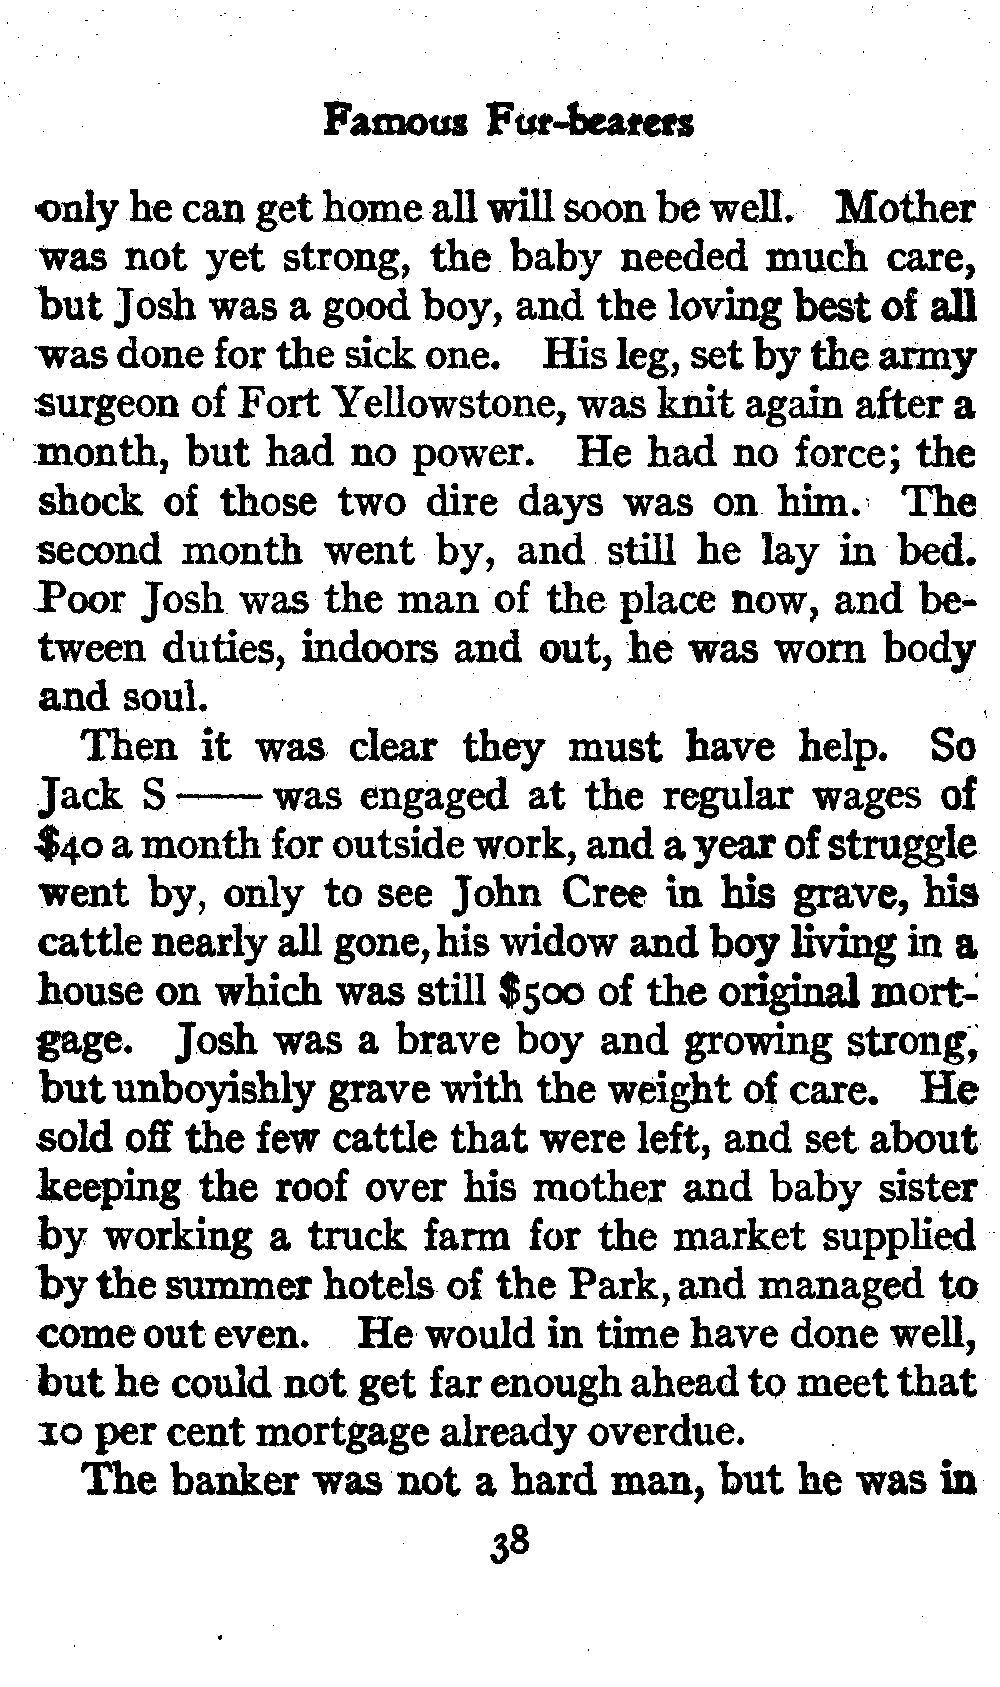 Famous Fur-bearers
only he can get home all will soon be well. Mother
was not yet strong, the baby needed much care,
but Josh was a good boy, and the loving best of all
was done for the sick one. His leg, set by the army
surgeon of Fort Yellowstone, was knit again after a
month, but had no power. He had no force; the
shock of those two dire days was on him. The
second month went by, and still he lay in bed.
Poor Josh was the man of the place now, and be-
tween duties, indoors and out, he was worn body
and soul.
Then it was clear they must have help. So
Jack S —— was engaged at the regular wages of
$40 a month for outside work, and a year of struggle
went by, only to see John Cree in his grave, his
cattle nearly all gone, his widow and boy living in a
house on which was still $500 of the original mort-
gage. Josh was a brave boy and growing strong,
but unboyishly grave with the weight of care. He
sold off the few cattle that were left, and set about
keeping the roof over his mother and baby sister
by working a truck farm for the market supplied
by the summer hotels of the Park, and managed to
come out even. He would in time have done well,
but he could not get far enough ahead to meet that
10 per cent mortgage already overdue.
The banker was not a hard man, but he was in
38